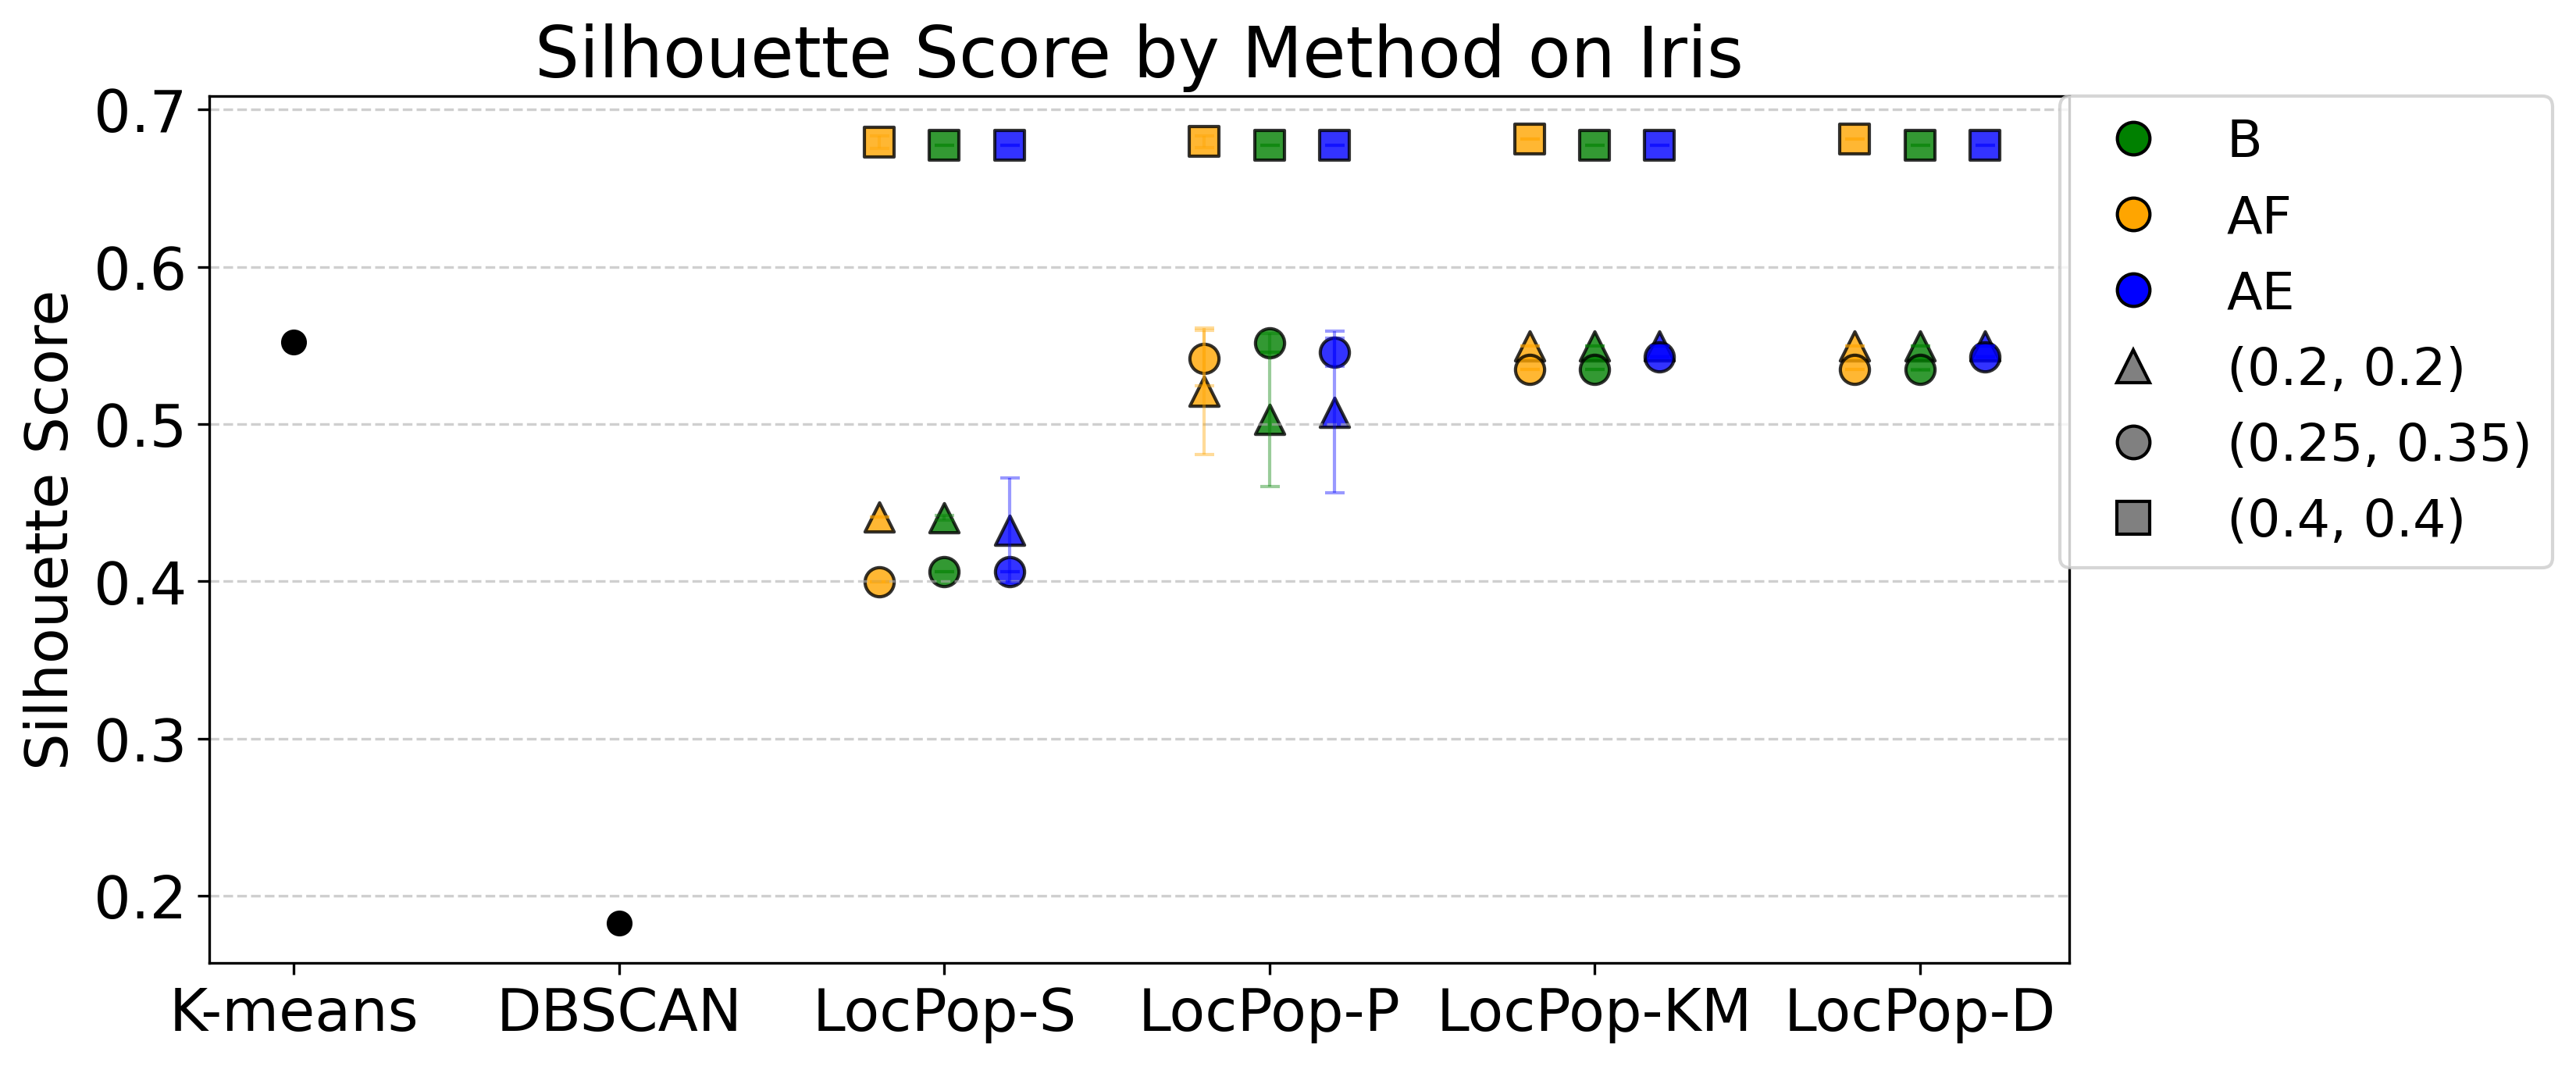 Silhouette Score by Method on Iris
Silhouette Score
0.7
0.6
0.5
0.4
0.3
0.2
K-means
DBSCAN
LocPop-S
LocPop-P
LocPop-KM
LocPop-D
B
AF
AE
(0.2, 0.2)
(0.25, 0.35)
(0.4, 0.4)